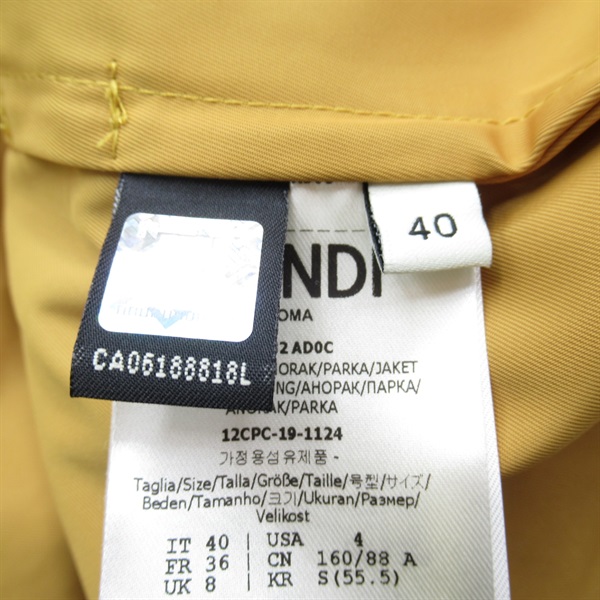 40
NDI
OMA
2 AD0C
ORAK/PARKA/JAKET
NG/АНОРАК/ПАРКА/
ANORAK/PARKA
12CPC-19-1124
가정용섬유제품 -
Taglia/Size/Talla/Größe/Taille/号型/サイズ/
Beden/Tamanho/크기/Ukuran/Размер/
Velikost
IT 40 USA 4
FR 36 CN 160/88 A
UK 8 KR S(55.5)
CA06188818L